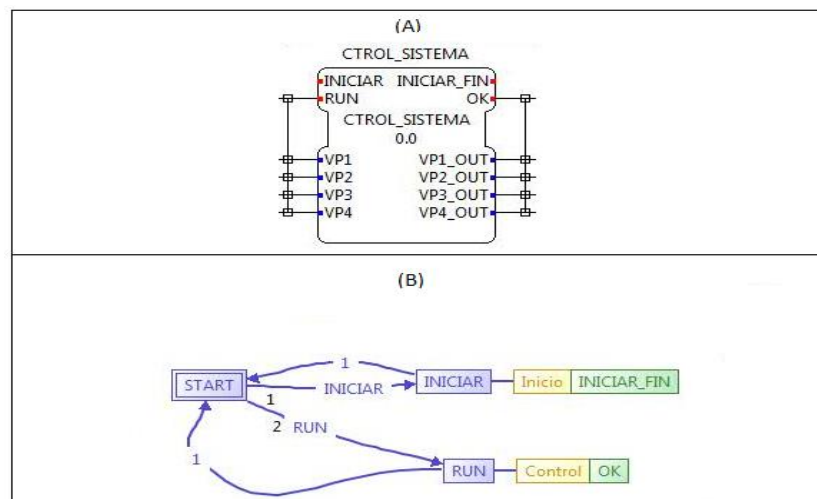 (A)
CTROL_SISTEMA
INICIAR INICIAR_FIN
RUN OK
CTROL_SISTEMA
0.0
VP1 VP1_OUT
VP2 VP2_OUT
VP3 VP3_OUT
VP4 VP4_OUT
(B)
1
START INICIAR INICIAR Inicio INICIAR_FIN
1
2 RUN
1 RUN Control OK